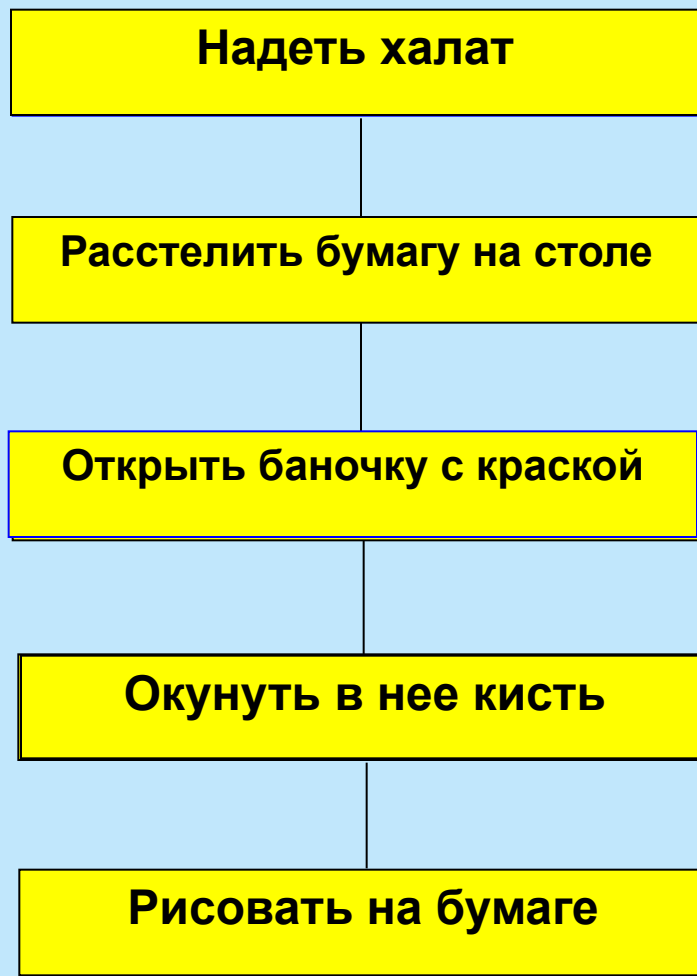 Надеть халат
Расстелить бумагу на столе
Открыть баночку с краской
Окунуть в нее кисть
Рисовать на бумаге